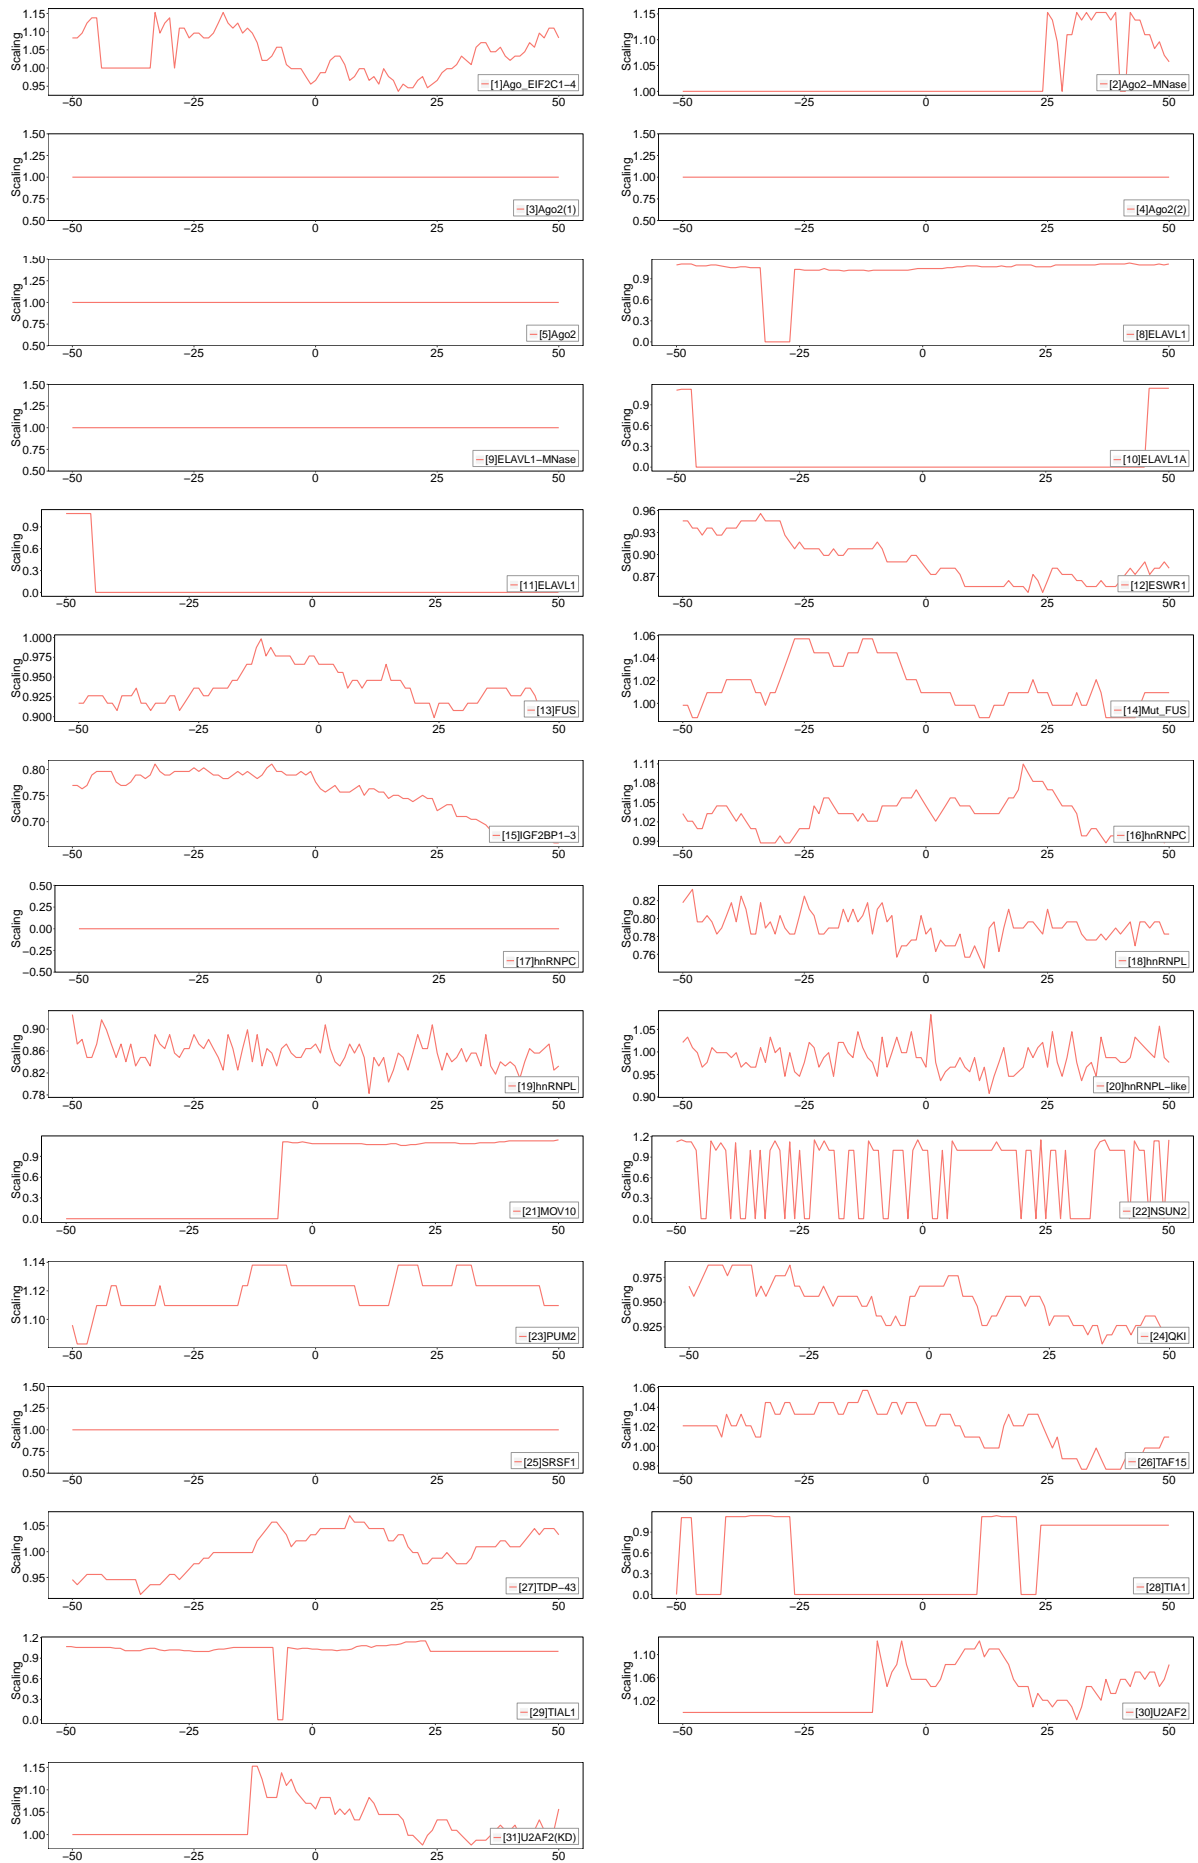 Scaling
1.15
1.10
1.05
1.00
0.95
−50 −25 0 25 50
[1]Ago_EIF2C1−4
Scaling
1.15
1.10
1.05
1.00
−50 −25 0 25 50
[2]Ago2−MNase
Scaling
1.50
1.25
1.00
0.75
0.50
−50 −25 0 25 50
[3]Ago2(1)
Scaling
1.50
1.25
1.00
0.75
0.50
−50 −25 0 25 50
[4]Ago2(2)
Scaling
1.50
1.25
1.00
0.75
0.50
−50 −25 0 25 50
[5]Ago2
Scaling
0.9
0.6
0.3
0.0
−50 −25 0 25 50
[8]ELAVL1
Scaling
1.50
1.25
1.00
0.75
0.50
−50 −25 0 25 50
[9]ELAVL1−MNase
Scaling
0.9
0.6
0.3
0.0
−50 −25 0 25 50
[10]ELAVL1A
Scaling
0.9
0.6
0.3
0.0
−50 −25 0 25 50
[11]ELAVL1
Scaling
0.96
0.93
0.90
0.87
−50 −25 0 25 50
[12]ESWR1
Scaling
1.000
0.975
0.950
0.925
0.900
−50 −25 0 25 50
[13]FUS
Scaling
1.06
1.04
1.02
1.00
−50 −25 0 25 50
[14]Mut_FUS
Scaling
0.80
0.75
0.70
−50 −25 0 25 50
[15]IGF2BP1−3
Scaling
1.11
1.08
1.05
1.02
0.99
−50 −25 0 25 50
[16]hnRNPC
Scaling
0.50
0.25
0.00
−0.25
−0.50
−50 −25 0 25 50
[17]hnRNPC
Scaling
0.82
0.80
0.78
0.76
−50 −25 0 25 50
[18]hnRNPL
Scaling
0.90
0.86
0.82
0.78
−50 −25 0 25 50
[19]hnRNPL
Scaling
1.05
1.00
0.95
0.90
−50 −25 0 25 50
[20]hnRNPL−like
Scaling
0.9
0.6
0.3
0.0
−50 −25 0 25 50
[21]MOV10
Scaling
1.2
0.9
0.6
0.3
0.0
−50 −25 0 25 50
[22]NSUN2
Scaling
1.14
1.12
1.10
−50 −25 0 25 50
[23]PUM2
Scaling
0.975
0.950
0.925
−50 −25 0 25 50
[24]QKI
Scaling
1.50
1.25
1.00
0.75
0.50
−50 −25 0 25 50
[25]SRSF1
Scaling
1.06
1.04
1.02
1.00
0.98
−50 −25 0 25 50
[26]TAF15
Scaling
1.05
1.00
0.95
−50 −25 0 25 50
[27]TDP−43
Scaling
0.9
0.6
0.3
0.0
−50 −25 0 25 50
[28]TIA1
Scaling
1.2
0.9
0.6
0.3
0.0
−50 −25 0 25 50
[29]TIAL1
Scaling
1.10
1.06
1.02
−50 −25 0 25 50
[30]U2AF2
Scaling
1.15
1.10
1.05
1.00
−50 −25 0 25 50
[31]U2AF2(KD)